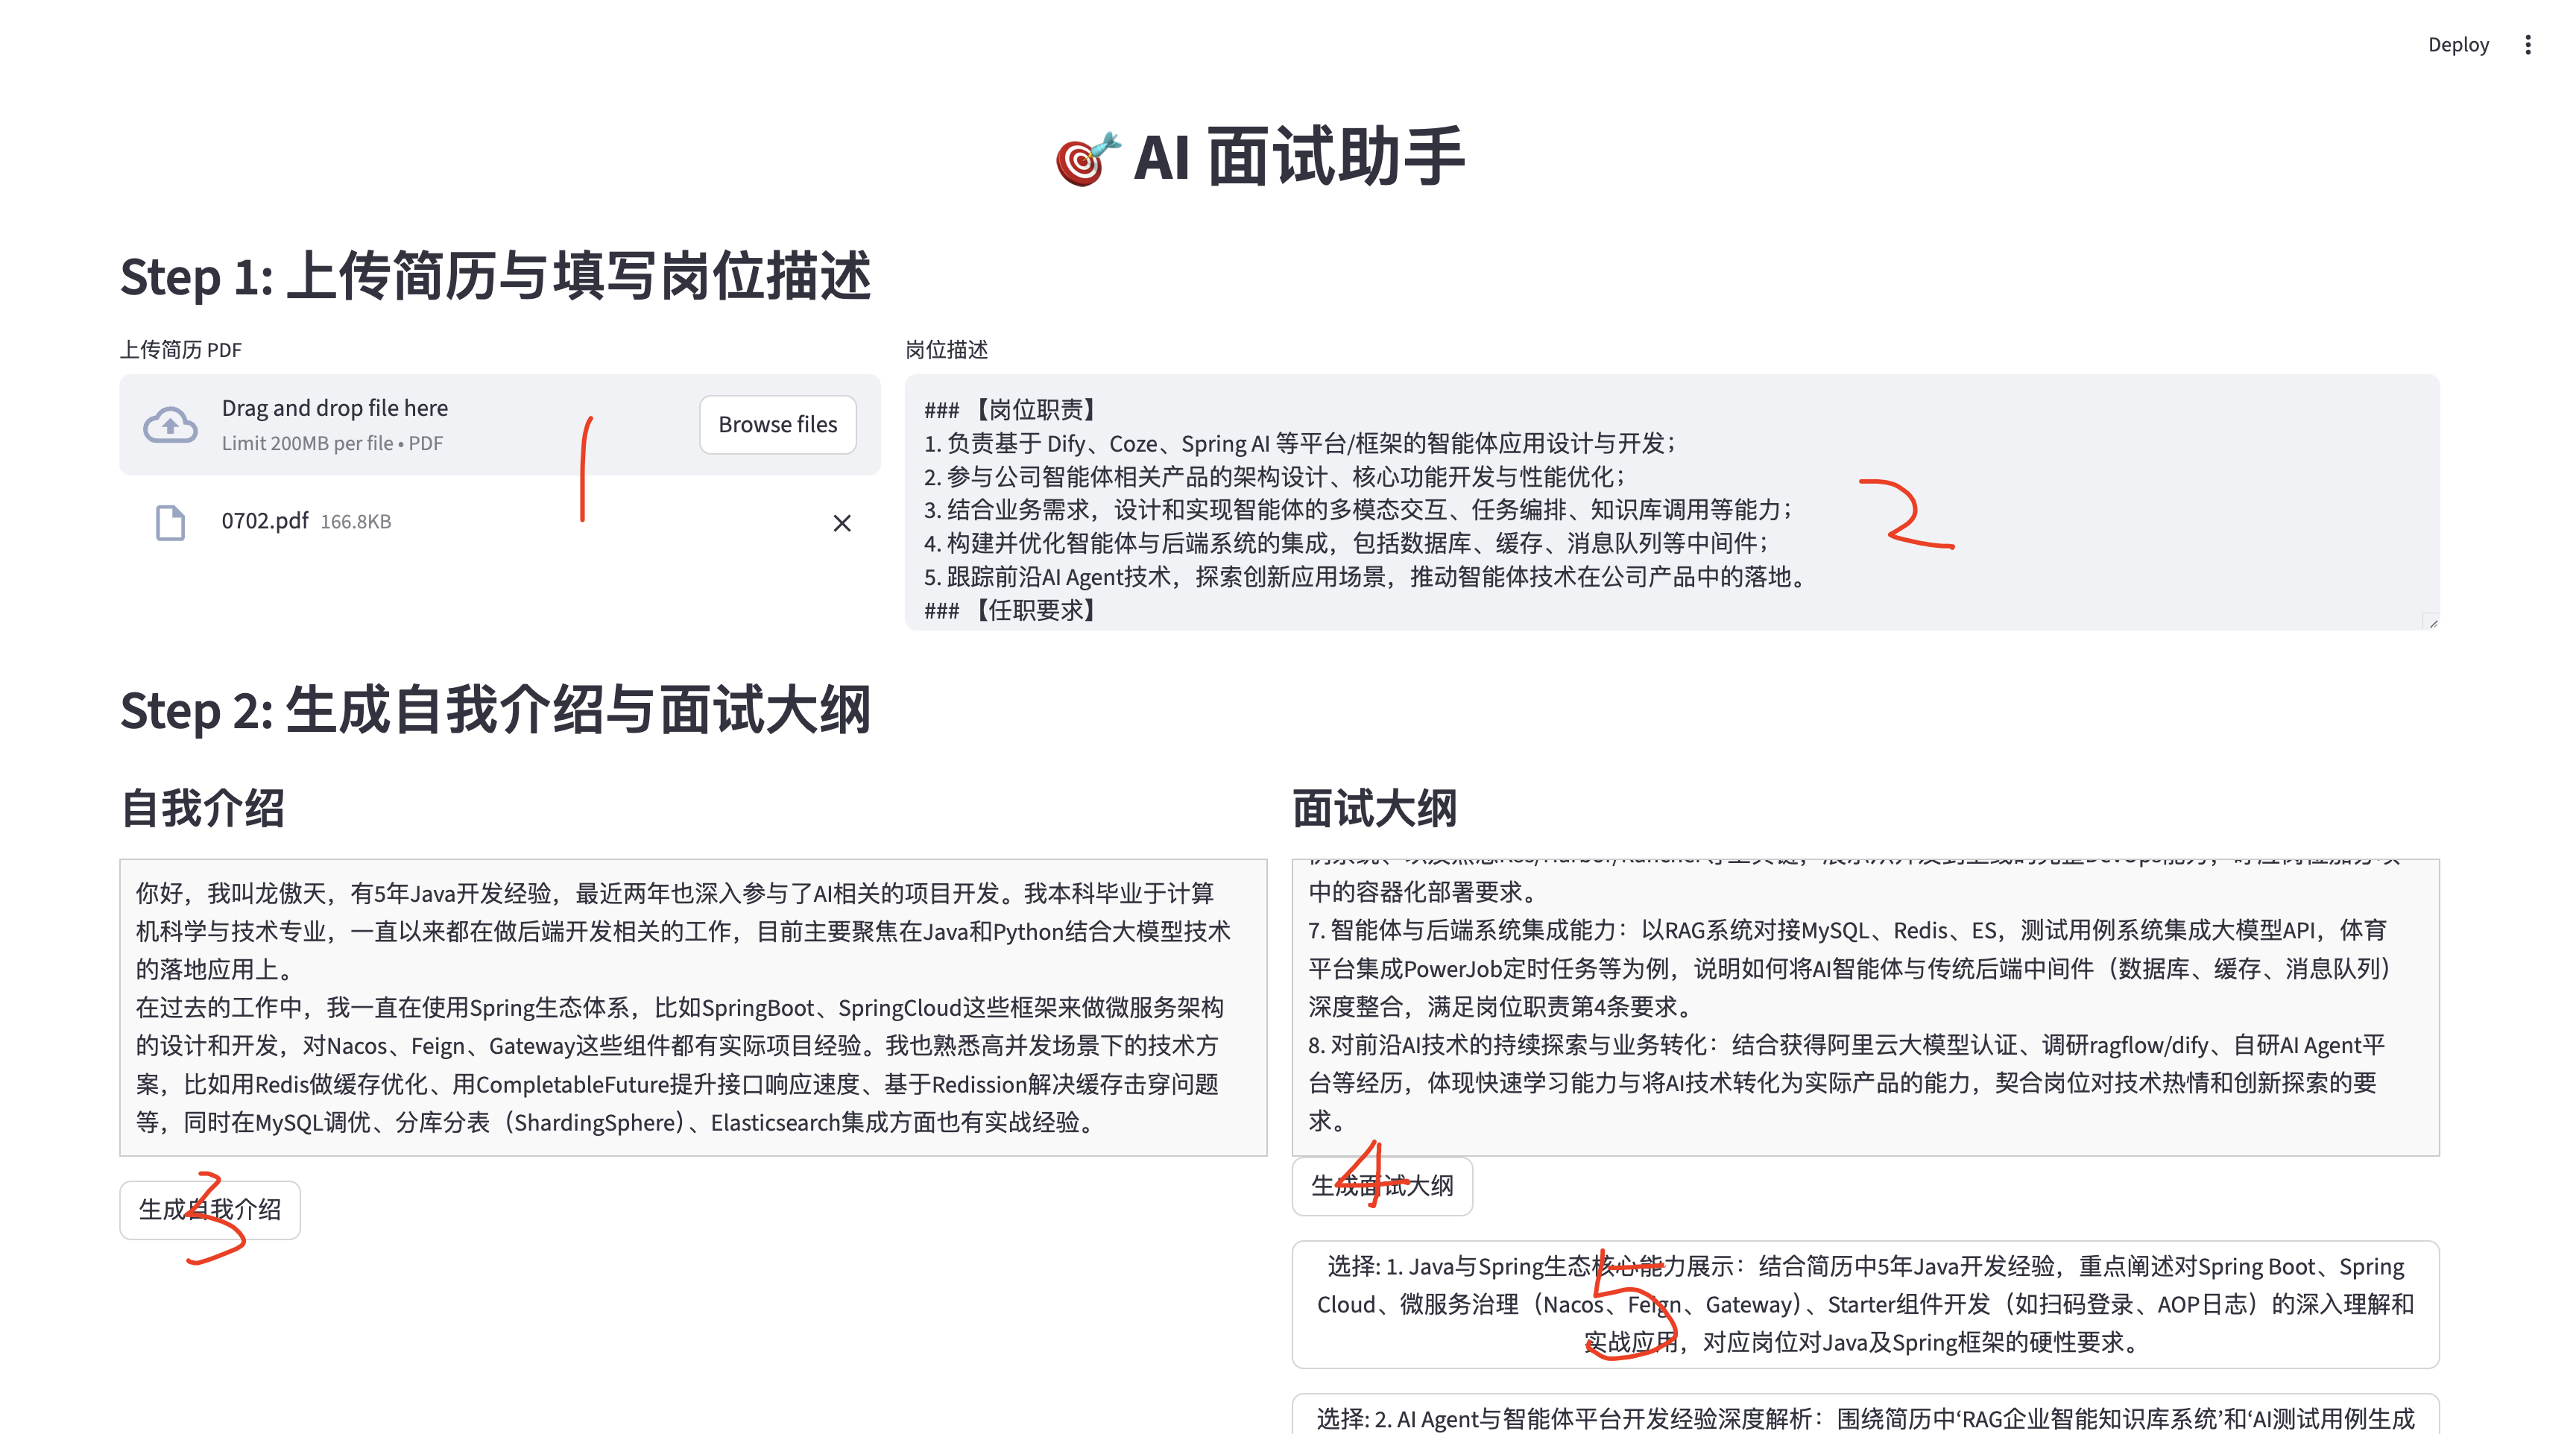 Deploy
🎯 AI 面试助手
Step 1: 上传简历与填写岗位描述
上传简历 PDF
Drag and drop file here
Limit 200MB per file • PDF
Browse files
0702.pdf 166.8KB
1
岗位描述
### 【岗位职责】
1. 负责基于 Dify、Coze、Spring AI 等平台/框架的智能体应用设计与开发；
2. 参与公司智能体相关产品的架构设计、核心功能开发与性能优化；
3. 结合业务需求，设计和实现智能体的多模态交互、任务编排、知识库调用等能力；
4. 构建并优化智能体与后端系统的集成，包括数据库、缓存、消息队列等中间件；
5. 跟踪前沿AI Agent技术，探索创新应用场景，推动智能体技术在公司产品中的落地。
### 【任职要求】
2
Step 2: 生成自我介绍与面试大纲
自我介绍
你好，我叫龙傲天，有5年Java开发经验，最近两年也深入参与了AI相关的项目开发。我本科毕业于计算
机科学与技术专业，一直以来都在做后端开发相关的工作，目前主要聚焦在Java和Python结合大模型技术
的落地应用上。
在过去的工作中，我一直在使用Spring生态体系，比如SpringBoot、SpringCloud这些框架来做微服务架构
的设计和开发，对Nacos、Feign、Gateway这些组件都有实际项目经验。我也熟悉高并发场景下的技术方
案，比如用Redis做缓存优化、用CompletableFuture提升接口响应速度、基于Redission解决缓存击穿问题
等，同时在MySQL调优、分库分表（ShardingSphere）、Elasticsearch集成方面也有实战经验。
生成自我介绍
3
面试大纲
中的容器化部署要求。
7. 智能体与后端系统集成能力：以RAG系统对接MySQL、Redis、ES，测试用例系统集成大模型API，体育
平台集成PowerJob定时任务等为例，说明如何将AI智能体与传统后端中间件（数据库、缓存、消息队列）
深度整合，满足岗位职责第4条要求。
8. 对前沿AI技术的持续探索与业务转化：结合获得阿里云大模型认证、调研ragflow/dify、自研AI Agent平
台等经历，体现快速学习能力与将AI技术转化为实际产品的能力，契合岗位对技术热情和创新探索的要
求。
生成面试大纲
4
选择: 1. Java与Spring生态核心能力展示：结合简历中5年Java开发经验，重点阐述对Spring Boot、Spring
Cloud、微服务治理（Nacos、Feign、Gateway）、Starter组件开发（如扫码登录、AOP日志）的深入理解和
实战应用，对应岗位对Java及Spring框架的硬性要求。
5
选择: 2. AI Agent与智能体平台开发经验深度解析：围绕简历中‘RAG企业智能知识库系统’和‘AI测试用例生成